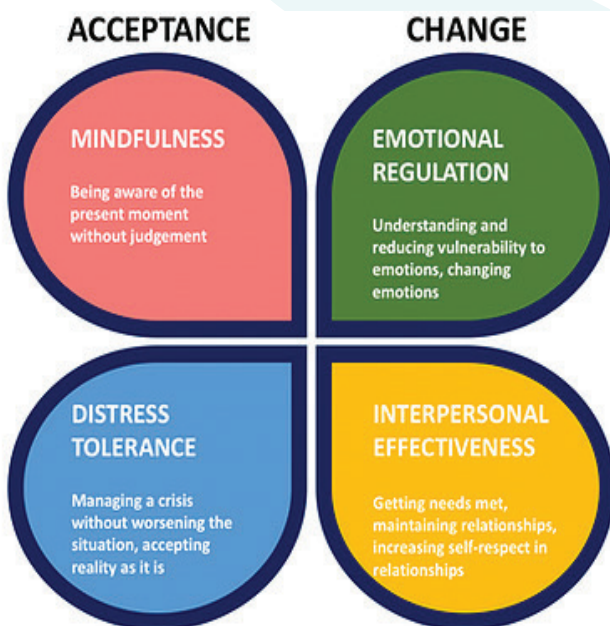 ACCEPTANCE
CHANGE
MINDFULNESS
Being aware of the
present moment
without judgement
EMOTIONAL
REGULATION
Understanding and
reducing vulnerability to
emotions, changing
emotions
DISTRESS
TOLERANCE
Managing a crisis
without worsening the
situation, accepting
reality as it is
INTERPERSONAL
EFFECTIVENESS
Getting needs met,
maintaining relationships,
increasing self-respect in
relationships